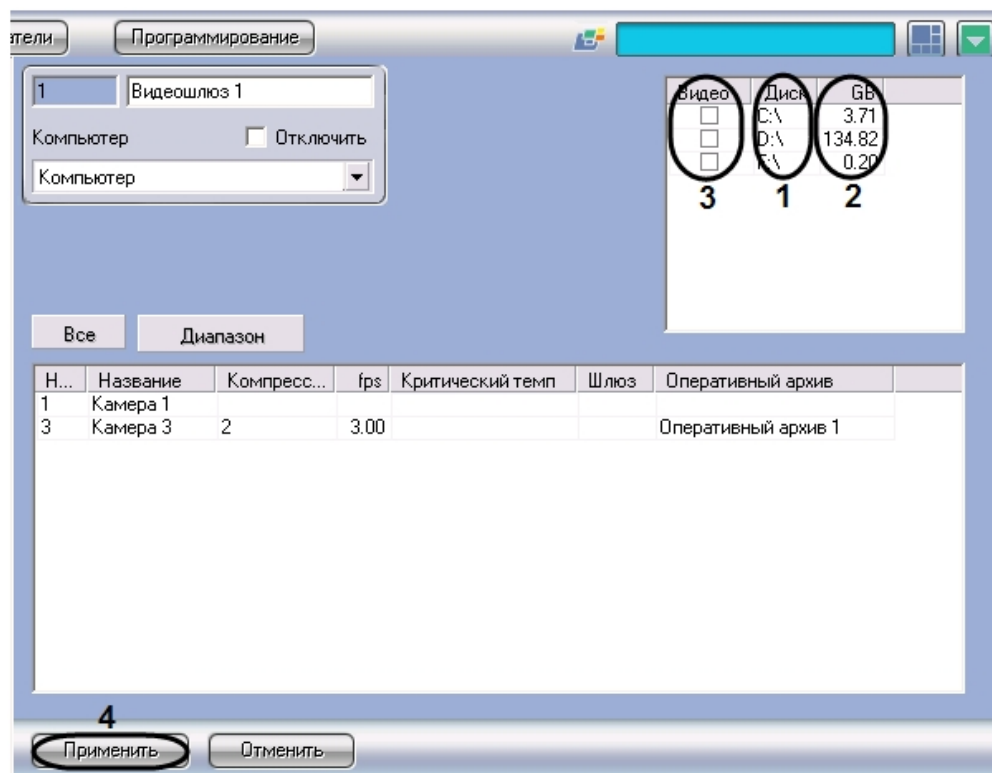 атели Программирование
1 Видеошлюз 1
Компьютер Отключить
Компьютер
Видео Диск GB
C:\ 3.71
D:\ 134.82
F:\ 0.20
3 1 2
Все Диапазон
Н... Название Компресс... fps Критический темп Шлюз Оперативный архив
1 Камера 1
3 Камера 3 2 3.00 Оперативный архив 1
4
Применить Отменить